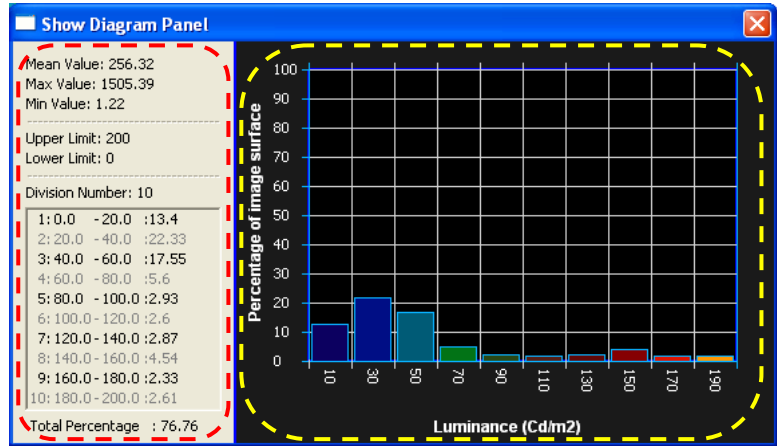 Show Diagram Panel
Mean Value: 256.32
Max Value: 1505.39
Min Value: 1.22
Upper Limit: 200
Lower Limit: 0
Division Number: 10
1: 0.0 - 20.0 :13.4
2: 20.0 - 40.0 :22.33
3: 40.0 - 60.0 :17.55
4: 60.0 - 80.0 :5.6
5: 80.0 - 100.0 :2.93
6: 100.0 - 120.0 :2.6
7: 120.0 - 140.0 :2.87
8: 140.0 - 160.0 :4.54
9: 160.0 - 180.0 :2.33
10: 180.0 - 200.0 :2.61
Total Percentage : 76.76
Percentage of image surface
100
90
80
70
60
50
40
30
20
10
0
10 30 50 70 90 110 130 150 170 190
Luminance (Cd/m2)